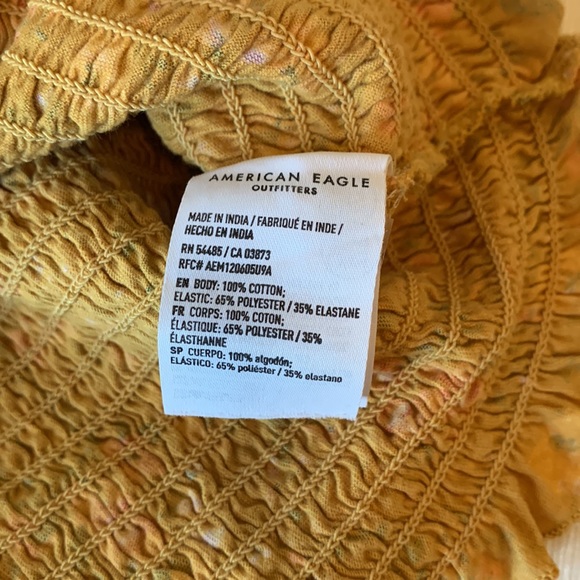 AMERICAN EAGLE
OUTFITTERS
MADE IN INDIA / FABRIQUÉ EN INDE /
HECHO EN INDIA
RN 54485 / CA 03873
RFC# AEM120605U9A
EN BODY: 100% COTTON;
ELASTIC: 65% POLYESTER / 35% ELASTANE
FR CORPS: 100% COTON;
ÉLASTIQUE: 65% POLYESTER / 35%
ÉLASTHANNE
SP CUERPO: 100% algodón;
ELÁSTICO: 65% poliéster / 35% elastano